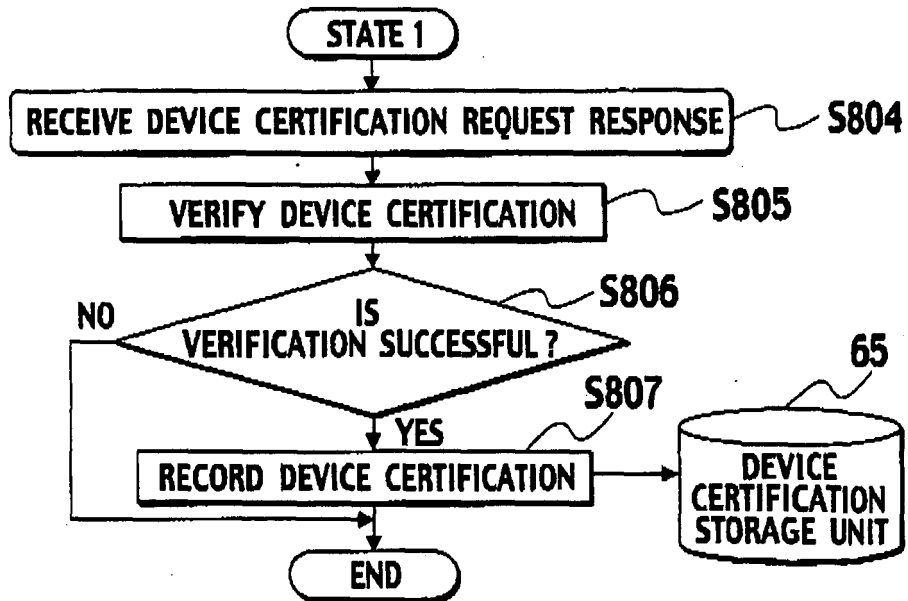 STATE 1
RECEIVE DEVICE CERTIFICATION REQUEST RESPONSE
S804
VERIFY DEVICE CERTIFICATION
S805
IS
VERIFICATION SUCCESSFUL ?
S806
NO
YES
S807
RECORD DEVICE CERTIFICATION
65
DEVICE
CERTIFICATION
STORAGE UNIT
END